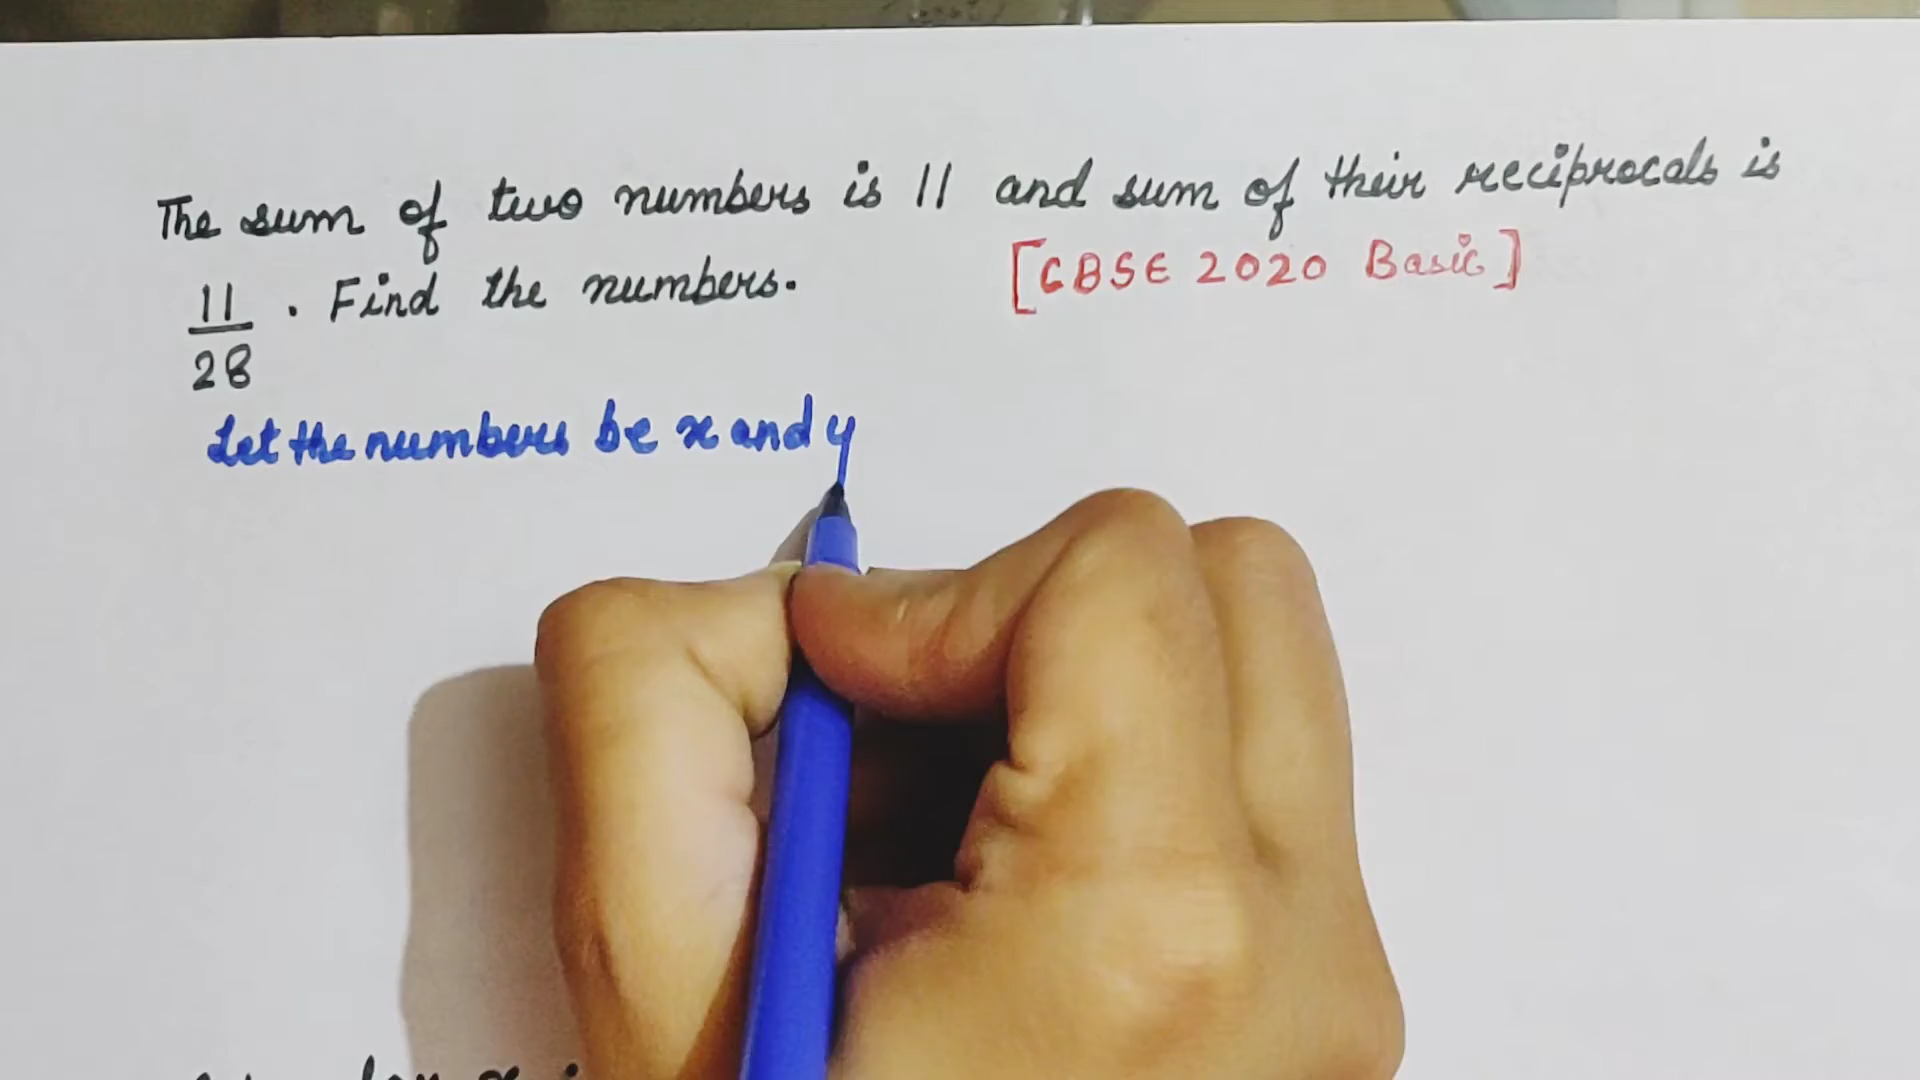 The sum of two numbers is 11 and sum of their reciprocals is
11/28 . Find the numbers. [CBSE 2020 Basic]
Let the numbers be x and y